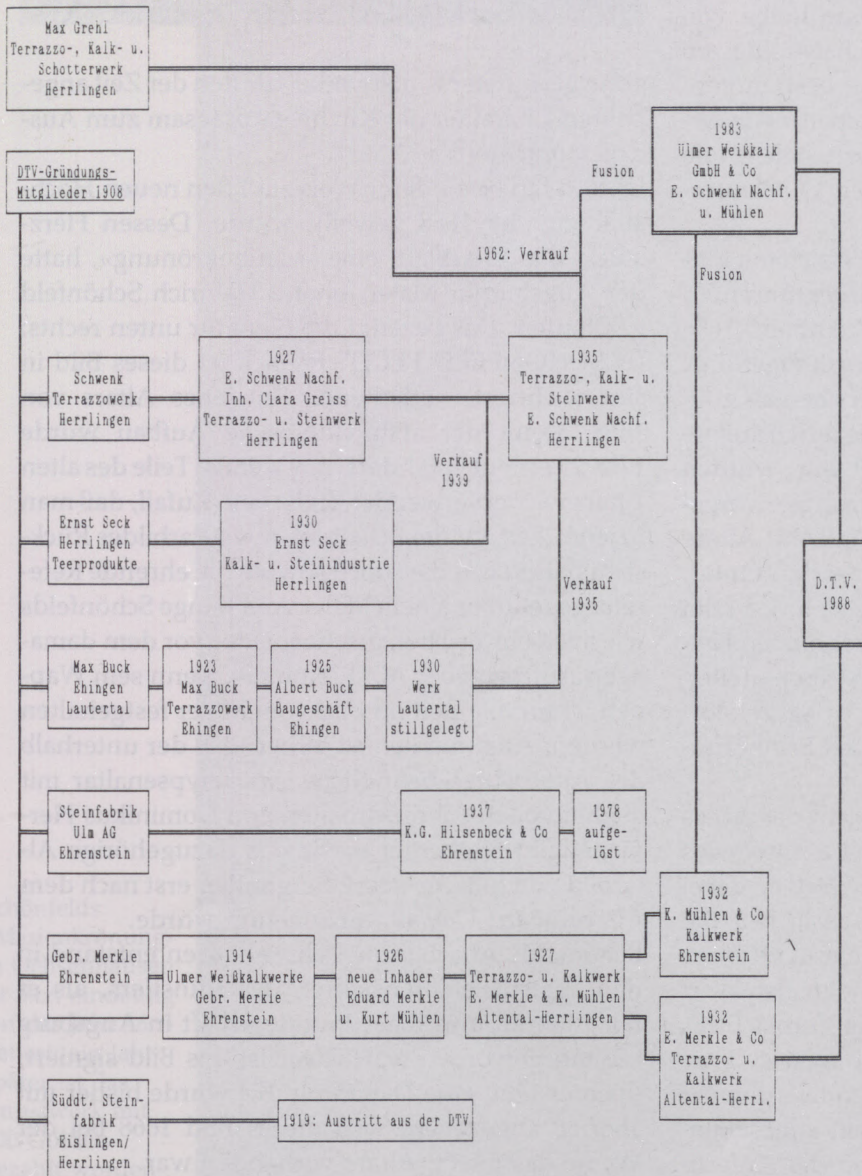 Max Grehl
Terrazzo-, Kalk- u.
Schotterwerk
Herrlingen
DTV-Gründungs-
Mitglieder 1908
Fusion
1983
Ulmer Weißkalk
GmbH & Co
E. Schwenk Nachf.
u. Mühlen
1962: Verkauf
Fusion
Schwenk
Terrazzowerk
Herrlingen
1927
E. Schwenk Nachf.
Inh. Clara Greiss
Terrazzo- u. Steinwerk
Herrlingen
1935
Terrazzo-, Kalk- u.
Steinwerke
E. Schwenk Nachf.
Herrlingen
Verkauf
1939
Ernst Seck
Herrlingen
Teerprodukte
1930
Ernst Seck
Kalk- u. Steinindustrie
Herrlingen
Verkauf
1935
D.T.V.
1988
Max Buck
Ehingen
Lautertal
1923
Max Buck
Terrazzowerk
Ehingen
1925
Albert Buck
Baugeschäft
Ehingen
1930
Werk
Lautertal
stillgelegt
Steinfabrik
Ulm AG
Ehrenstein
1937
K.G. Hilsenbeck & Co
Ehrenstein
1978
aufge-
löst
Gebr. Merkle
Ehrenstein
1914
Ulmer Weißkalkwerke
Gebr. Merkle
Ehrenstein
1926
neue Inhaber
Eduard Merkle
u. Kurt Mühlen
1927
Terrazzo- u. Kalkwerk
E. Merkle & K. Mühlen
Altental-Herrlingen
1932
K. Mühlen & Co
Kalkwerk
Ehrenstein
1932
E. Merkle & Co
Terrazzo- u.
Kalkwerk
Altental-Herrl.
Südd. Stein-
fabrik
Eislingen/
Herrlingen
1919: Austritt aus der DTV